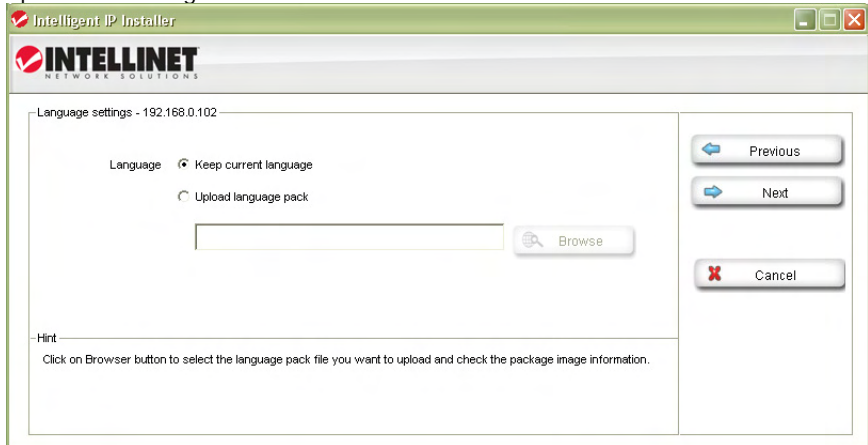 Intelligent IP Installer
INTELLINET
NETWORK SOLUTIONS
Language settings - 192.168.0.102
Language Keep current language
Upload language pack
Browse
Previous
Next
Cancel
Hint
Click on Browser button to select the language pack file you want to upload and check the package image information.